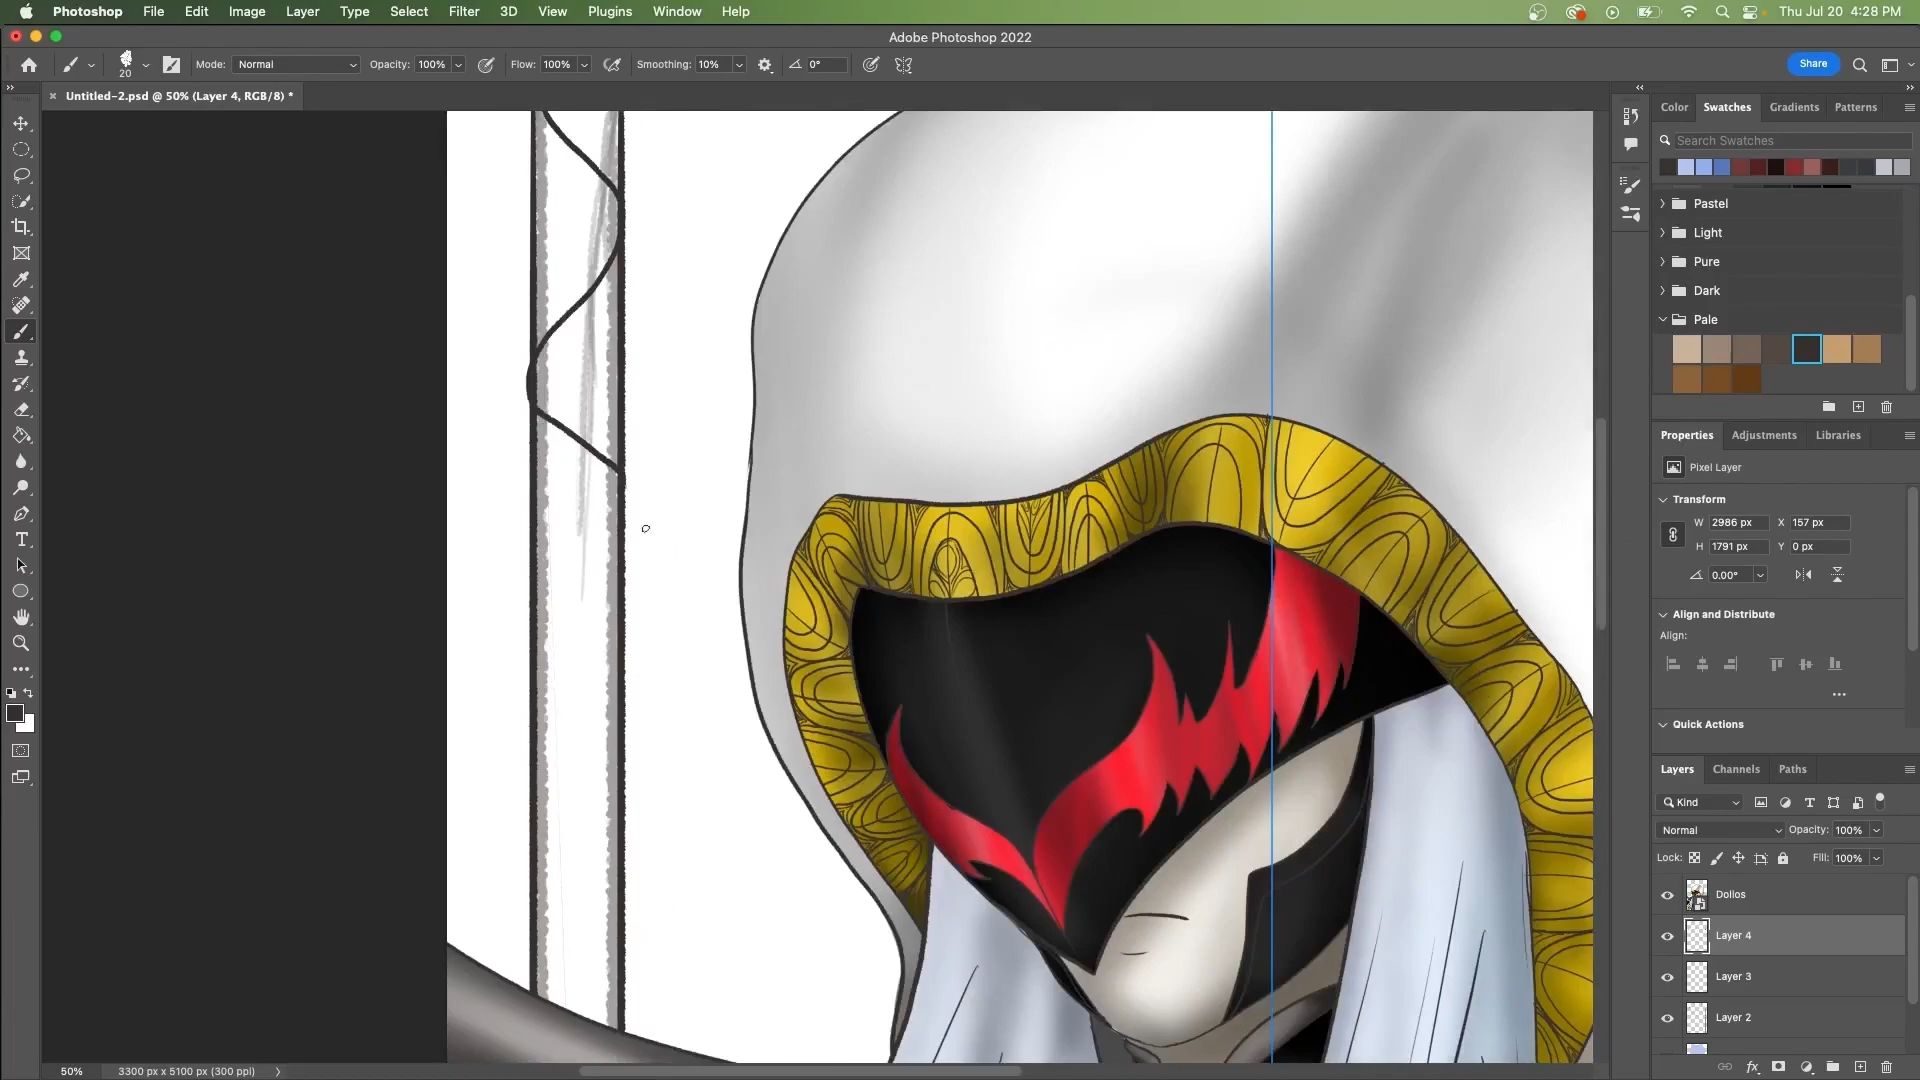 Photoshop File Edit Image Layer Type Select Filter 3D View Plugins Window Help Thu Jul 20 4:28 PM
Adobe Photoshop 2022
20 Mode: Normal Opacity: 100% Flow: 100% Smoothing: 10% 0° Share
Untitled-2.psd @ 50% (Layer 4, RGB/8) *
Color Swatches Gradients Patterns
Search Swatches
Pastel
Light
Pure
Dark
Pale
Properties Adjustments Libraries
Pixel Layer
Transform
W 2986 px X 157 px
H 1791 px Y 0 px
0.00°
Align and Distribute
Align:
Quick Actions
Layers Channels Paths
Kind
Normal Opacity: 100%
Lock: Fill: 100%
Dollos
Layer 4
Layer 3
Layer 2
50% 3300 px x 5100 px (300 ppi)